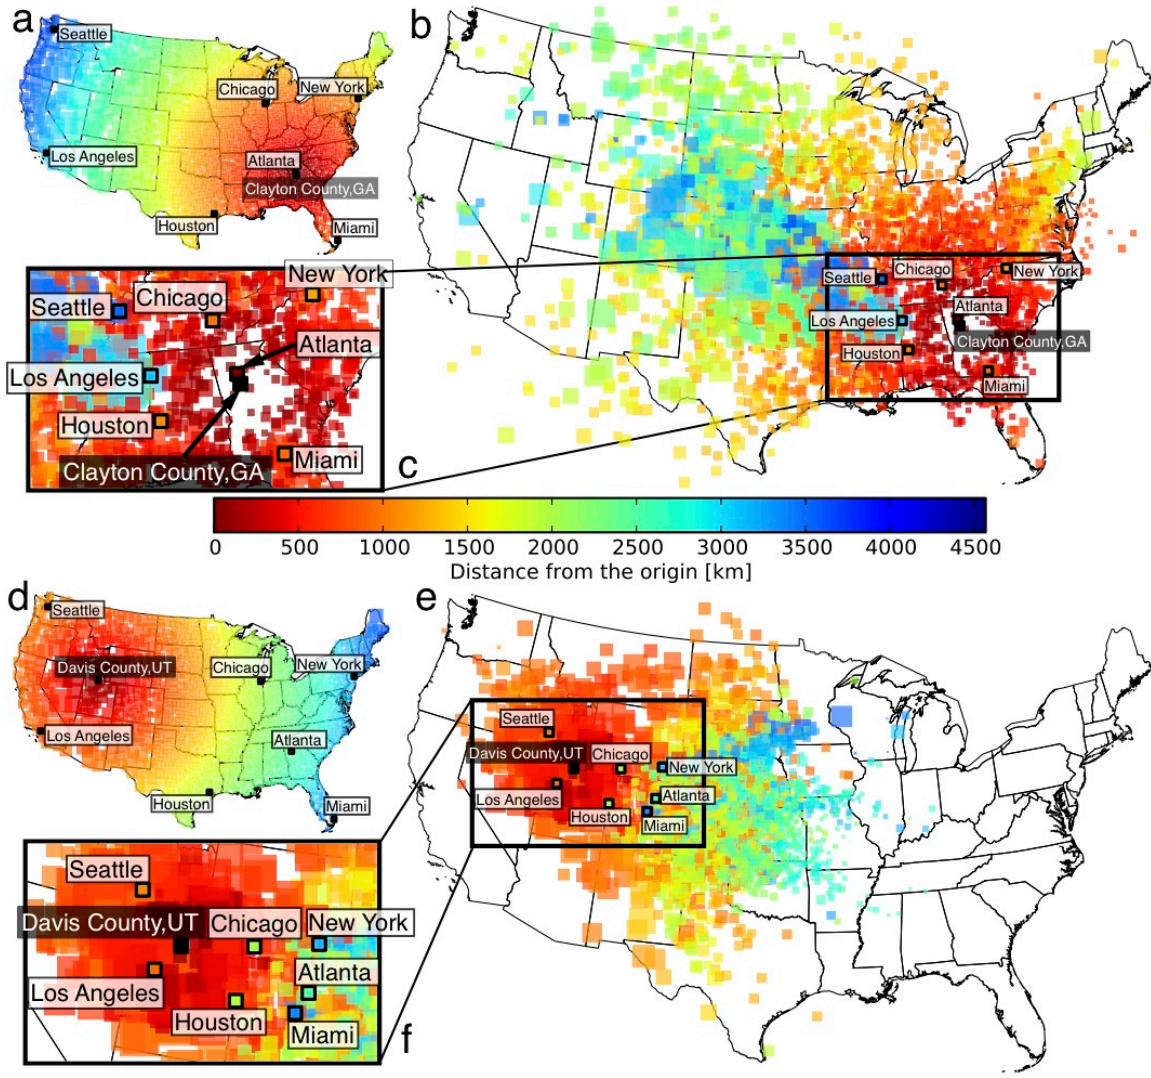 a
Seattle
Chicago
New York
Los Angeles
Atlanta
Clayton County,GA
Houston
Miami
b
Seattle
Chicago
New York
Atlanta
Los Angeles
Clayton County,GA
Houston
Miami
New York
Seattle
Chicago
Atlanta
Los Angeles
Houston
Clayton County,GA
Miami
c
0 500 1000 1500 2000 2500 3000 3500 4000 4500
Distance from the origin [km]
d
Seattle
Davis County,UT
Chicago
New York
Los Angeles
Atlanta
Houston
Miami
e
Seattle
Davis County,UT
Chicago
New York
Los Angeles
Atlanta
Houston
Miami
Seattle
Davis County,UT
Chicago
New York
Atlanta
Los Angeles
Houston
Miami
f